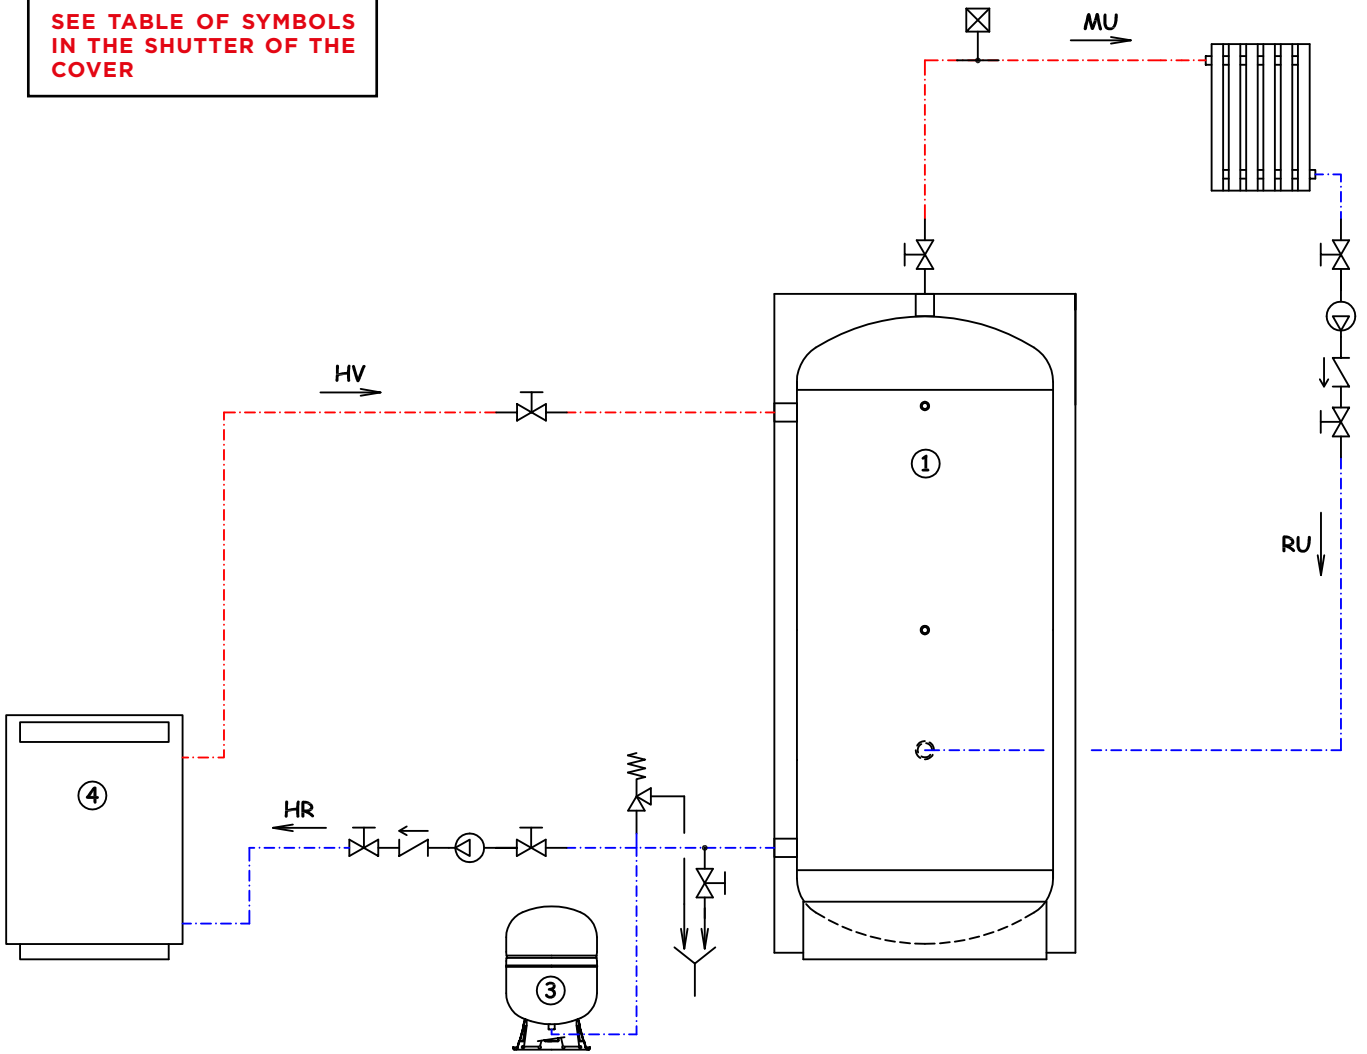 SEE TABLE OF SYMBOLS
IN THE SHUTTER OF THE
COVER
MU
HV
1
RU
4
HR
3